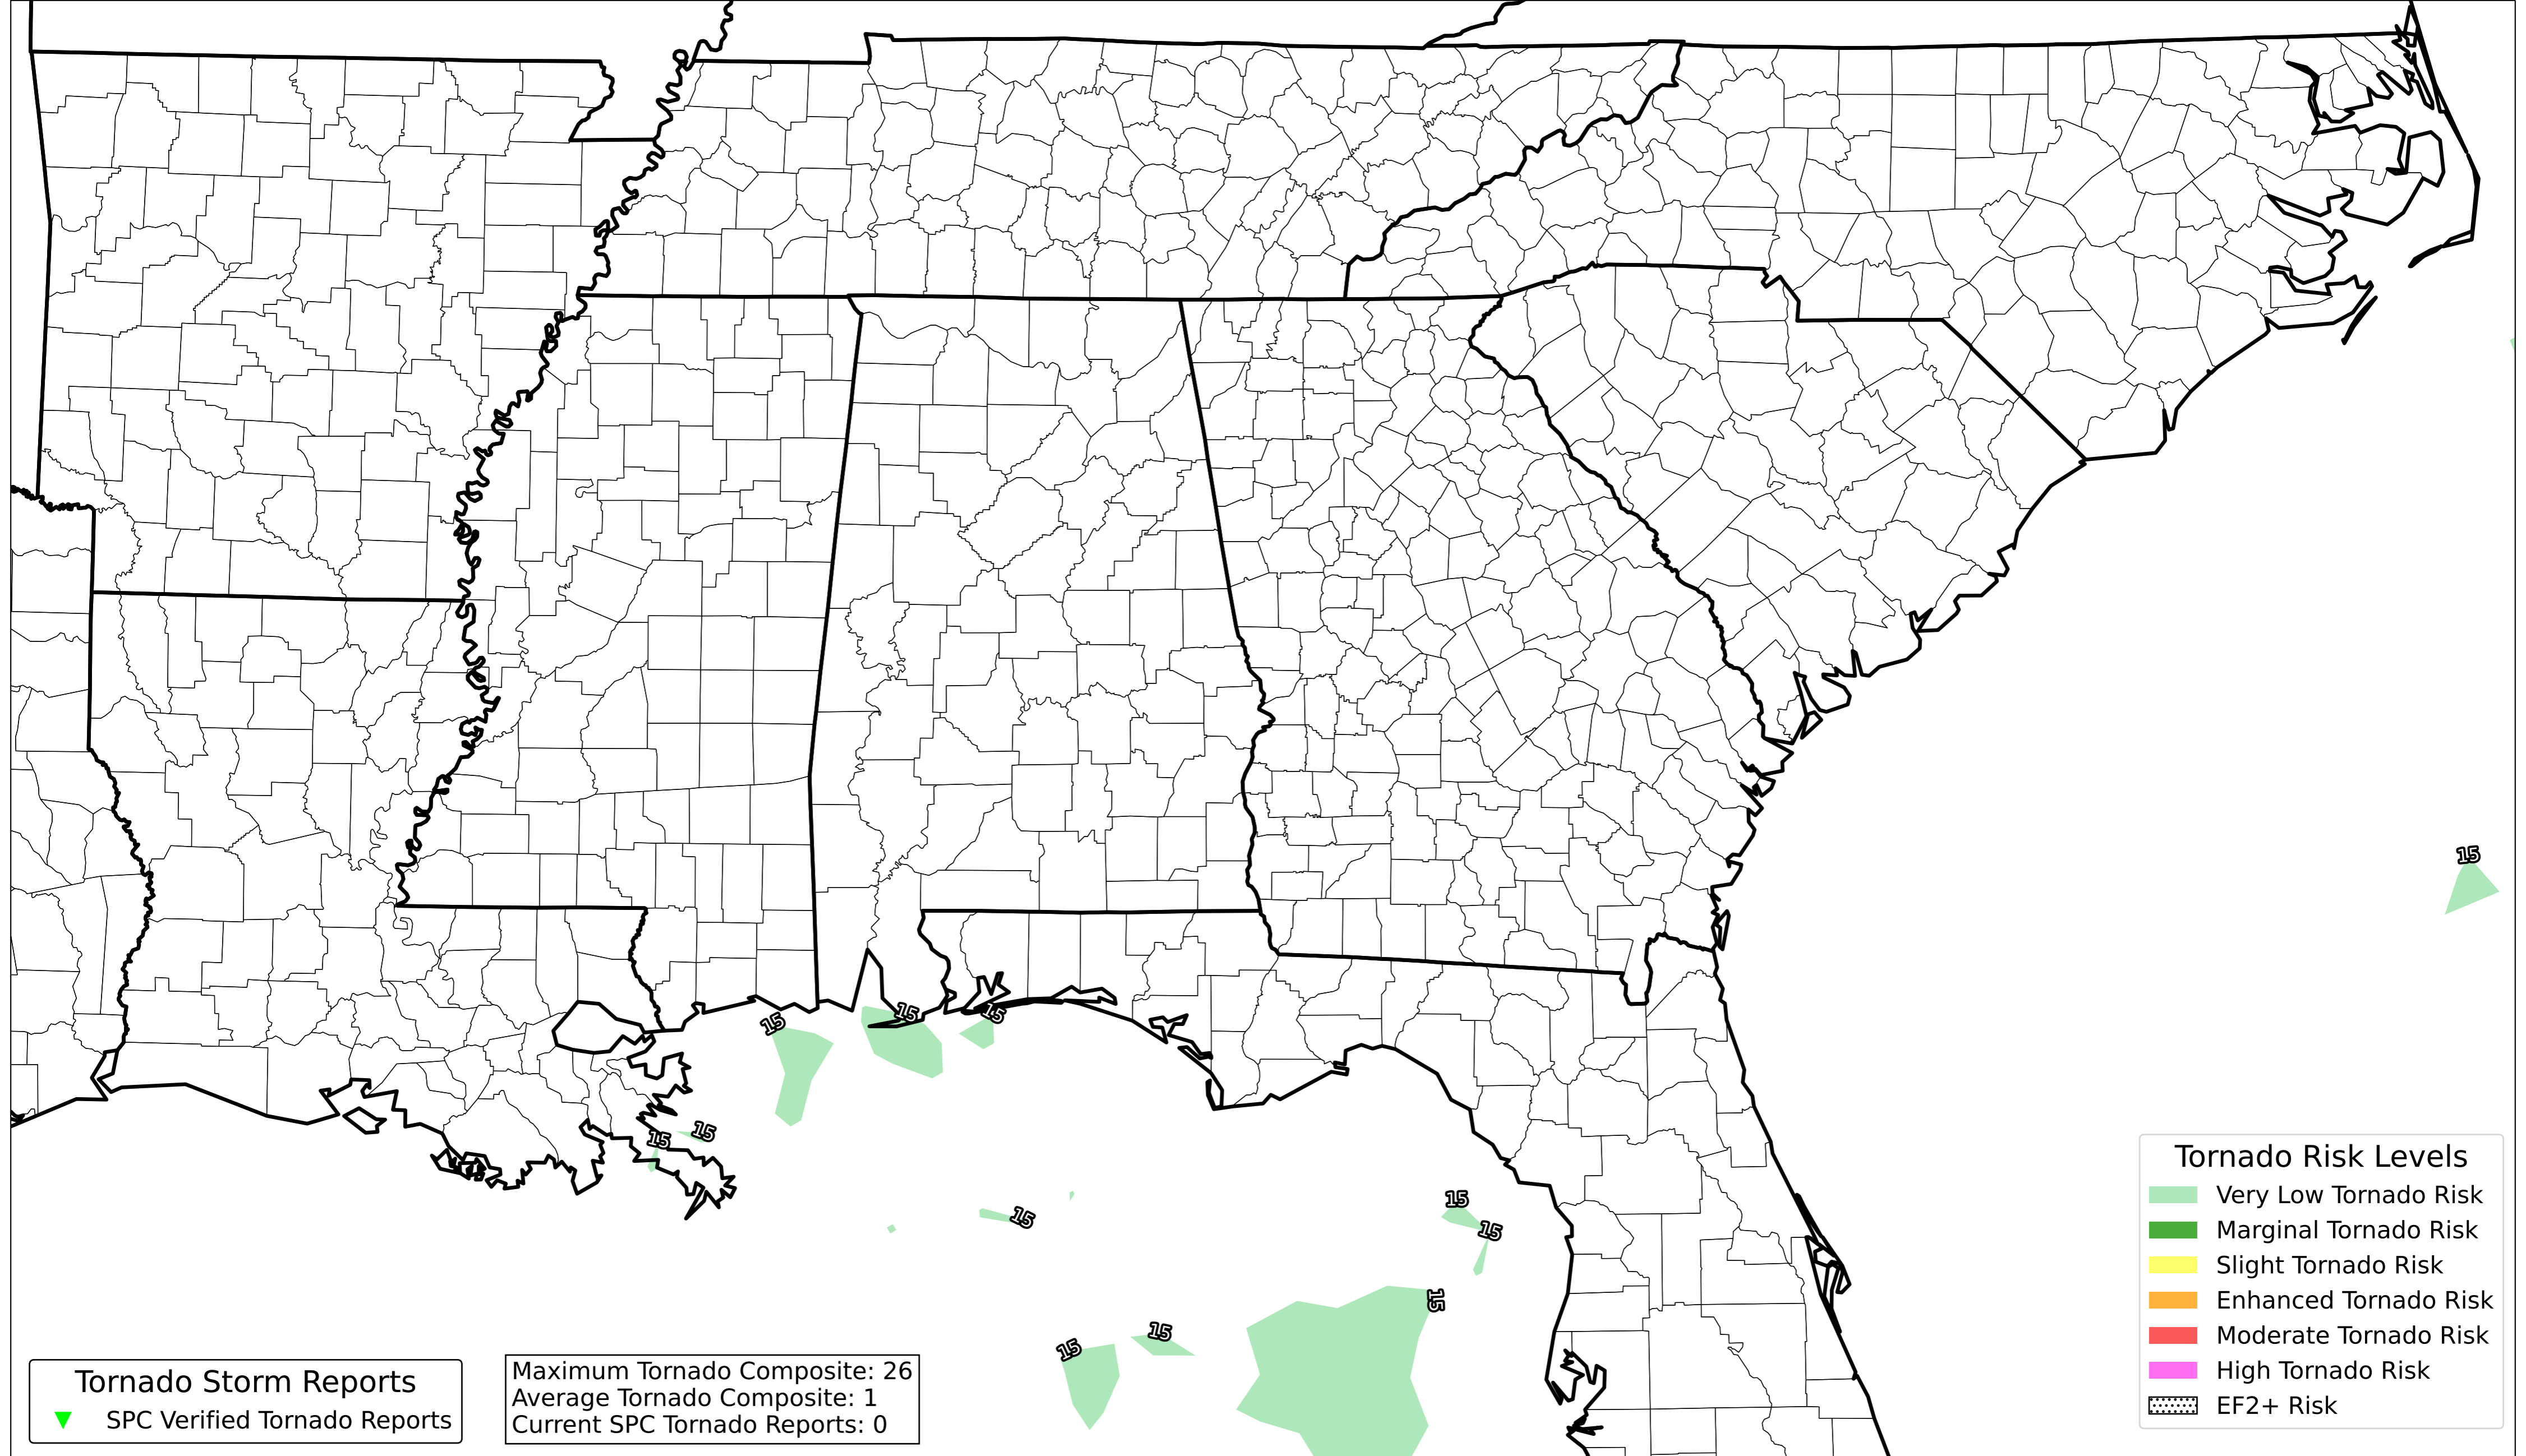 15
15
15
15
15
15
15
15
15
15
15
15
Tornado Risk Levels
Very Low Tornado Risk
Marginal Tornado Risk
Slight Tornado Risk
Enhanced Tornado Risk
Moderate Tornado Risk
High Tornado Risk
EF2+ Risk
Tornado Storm Reports
SPC Verified Tornado Reports
Maximum Tornado Composite: 26
Average Tornado Composite: 1
Current SPC Tornado Reports: 0